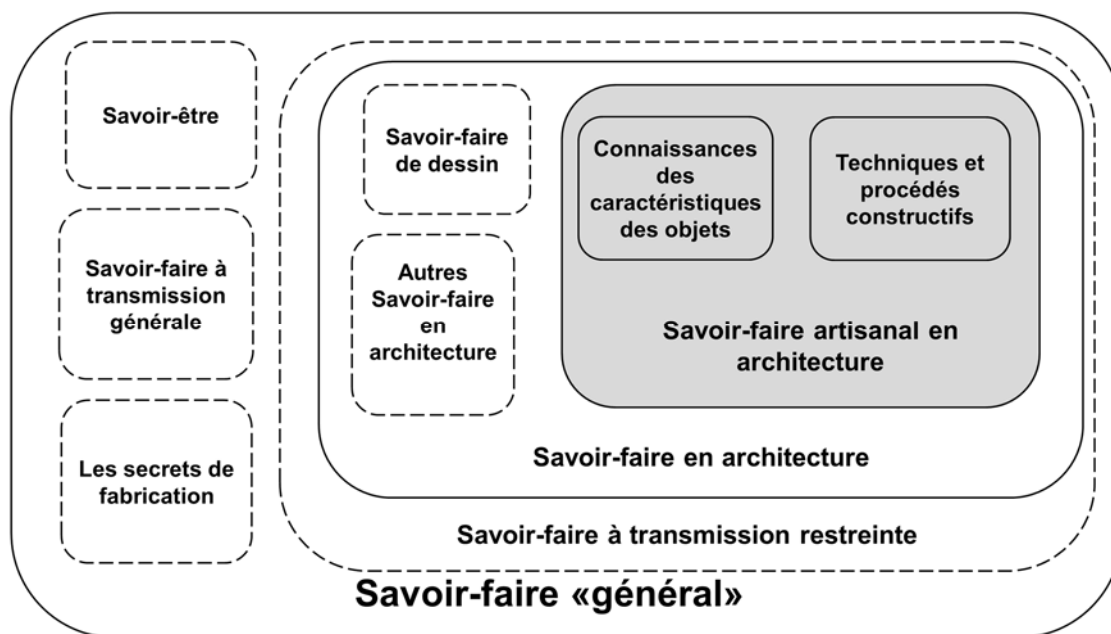 Savoir-être
Savoir-faire à
transmission
générale
Les secrets de
fabrication
Savoir-faire
de dessin
Autres
Savoir-faire
en
architecture
Connaissances
des
caractéristiques
des objets
Techniques et
procédés
constructifs
Savoir-faire artisanal en
architecture
Savoir-faire en architecture
Savoir-faire à transmission restreinte
Savoir-faire «général»